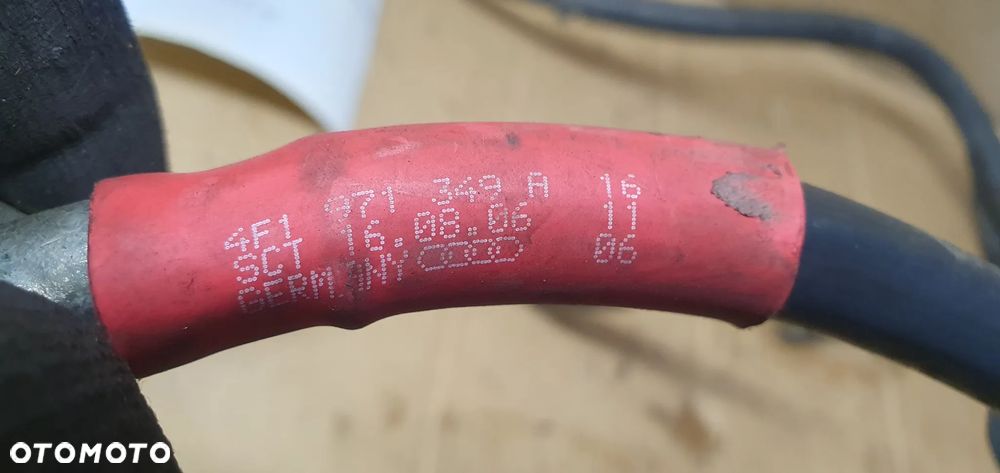 4F1 971 349 A 16
SCT 16.08.06 11
GERMANY 06
OTOMOTO